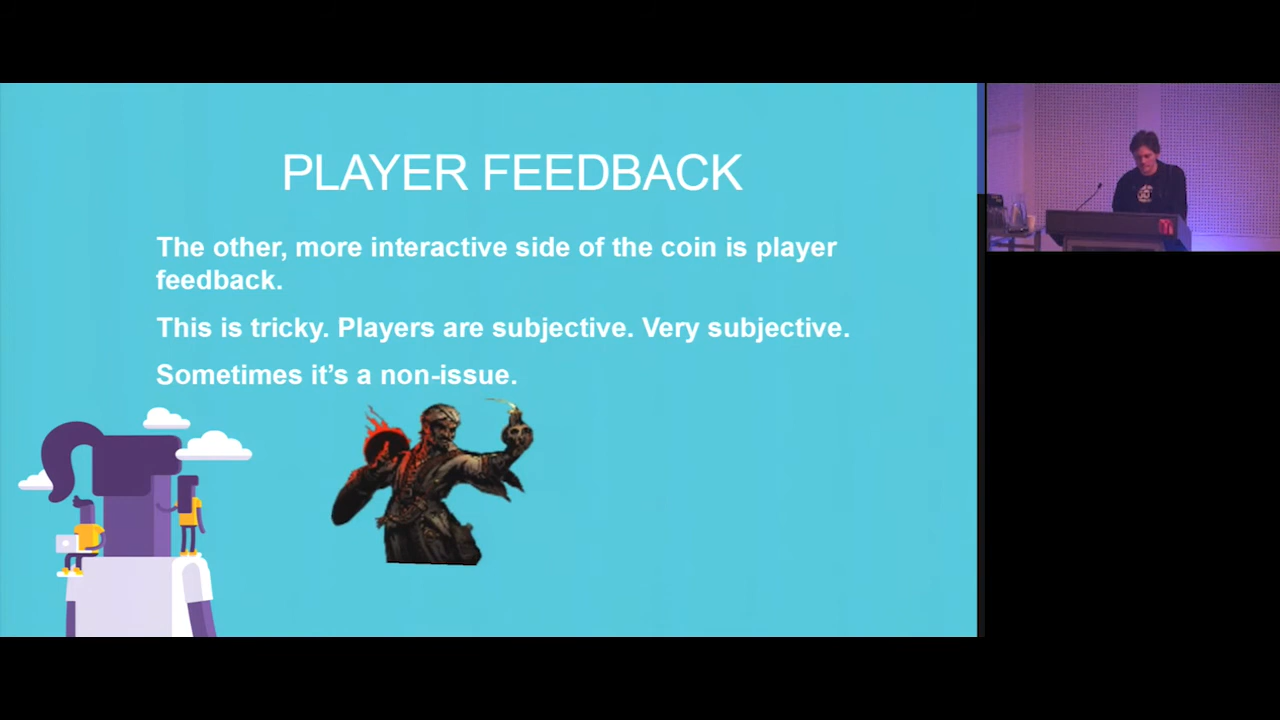 PLAYER FEEDBACK
The other, more interactive side of the coin is player
feedback.
This is tricky. Players are subjective. Very subjective.
Sometimes it’s a non-issue.